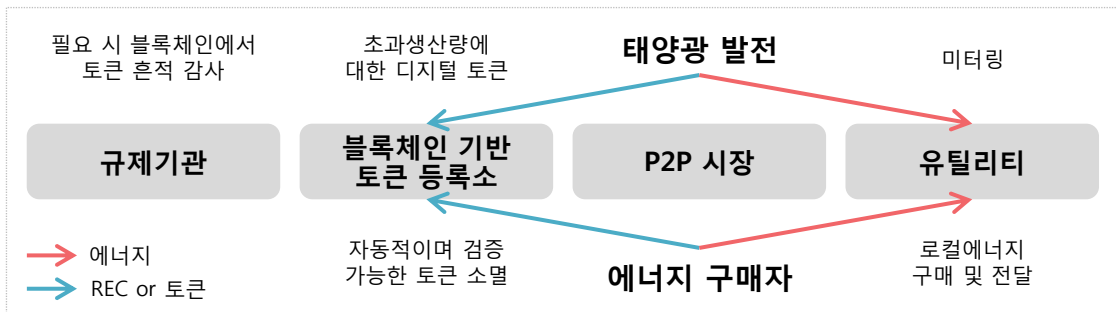 필요 시 블록체인에서
토큰 흔적 감사
초과생산량에
대한 디지털 토큰
태양광 발전
미터링
규제기관
블록체인 기반
토큰 등록소
P2P 시장
유틸리티
에너지
REC or 토큰
자동적이며 검증
가능한 토큰 소멸
에너지 구매자
로컬에너지
구매 및 전달